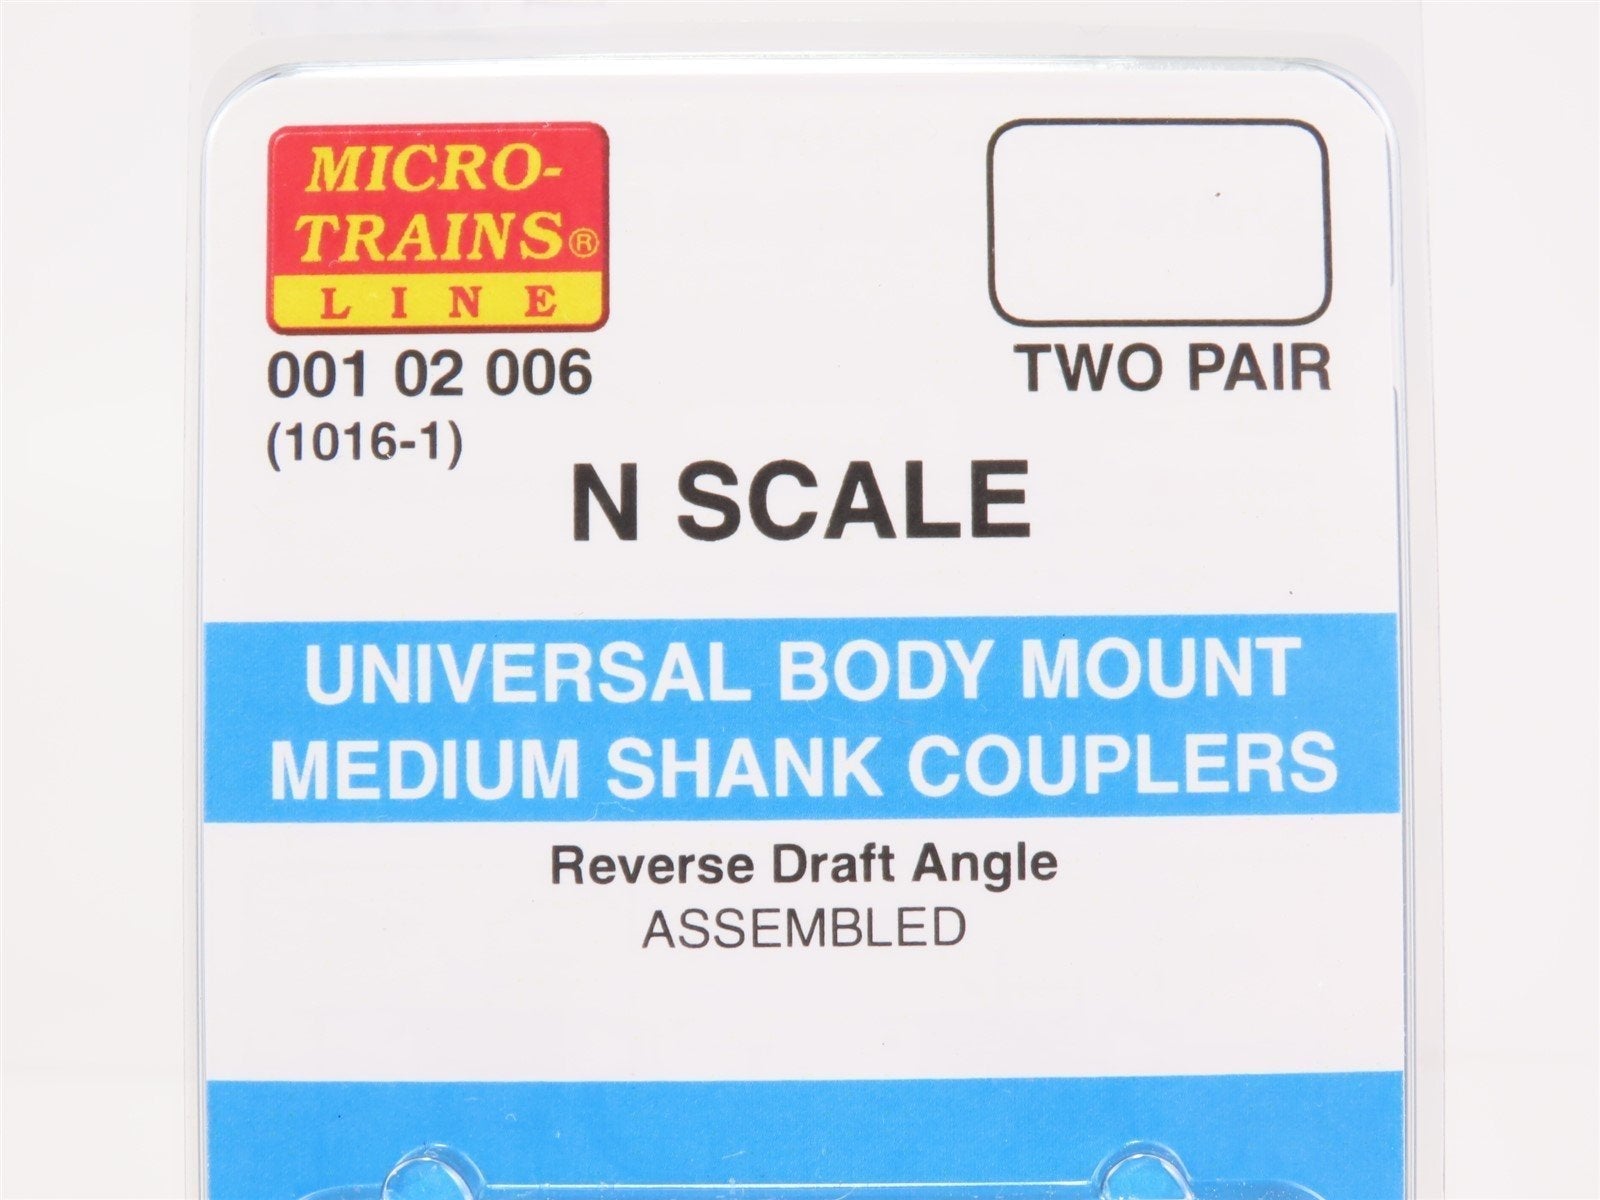 MICRO-
TRAINS®
LINE
001 02 006
(1016-1)
TWO PAIR
N SCALE
UNIVERSAL BODY MOUNT
MEDIUM SHANK COUPLERS
Reverse Draft Angle
ASSEMBLED